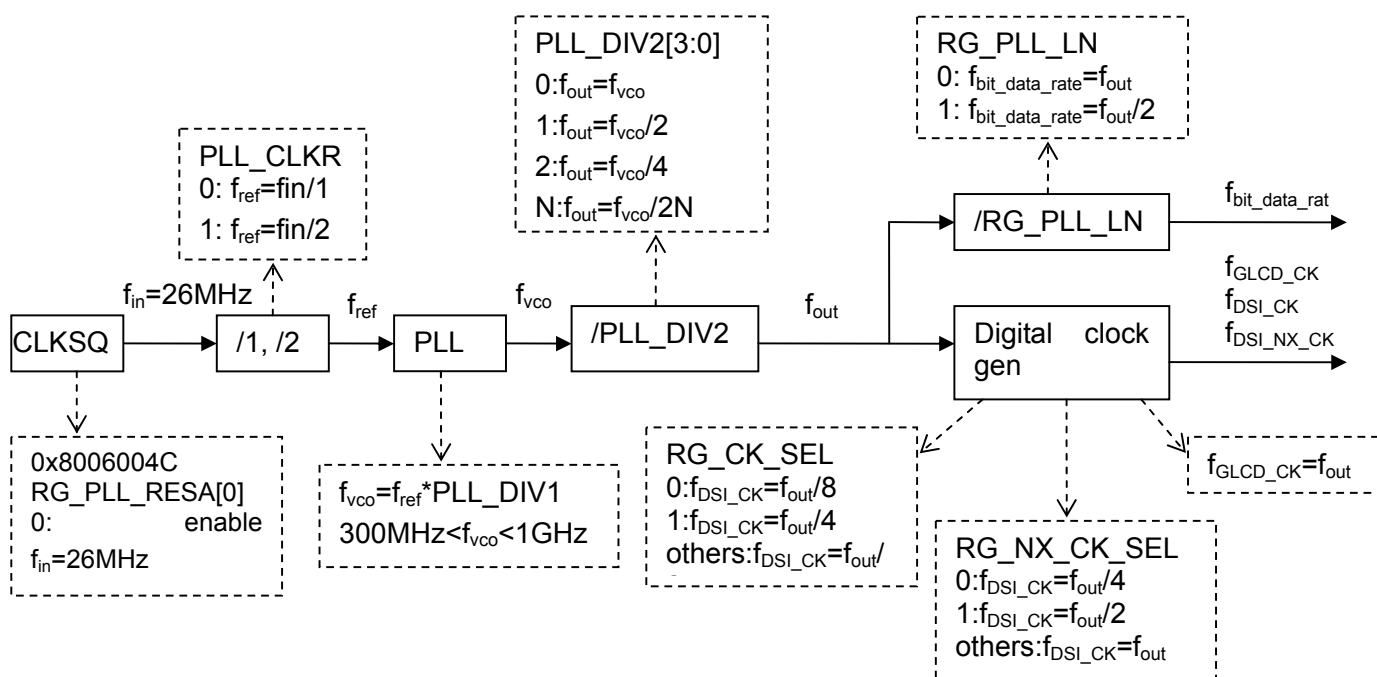 PLL_DIV2[3:0]
0:fout=fvco
1:fout=fvco/2
2:fout=fvco/4
N:fout=fvco/2N
RG_PLL_LN
0: fbit_data_rate=fout
1: fbit_data_rate=fout/2
PLL_CLKR
0: fref=fin/1
1: fref=fin/2
fin=26MHz
fref
fvco
fout
fbit_data_rat
fGLCD_CK
fDSI_CK
fDSI_NX_CK
CLKSQ
/1, /2
PLL
/PLL_DIV2
/RG_PLL_LN
Digital clock
gen
0x8006004C
RG_PLL_RESA[0]
0: enable
fin=26MHz
fvco=fref*PLL_DIV1
300MHz<fvco<1GHz
RG_CK_SEL
0:fDSI_CK=fout/8
1:fDSI_CK=fout/4
others:fDSI_CK=fout/
RG_NX_CK_SEL
0:fDSI_CK=fout/4
1:fDSI_CK=fout/2
others:fDSI_CK=fout
fGLCD_CK=fout